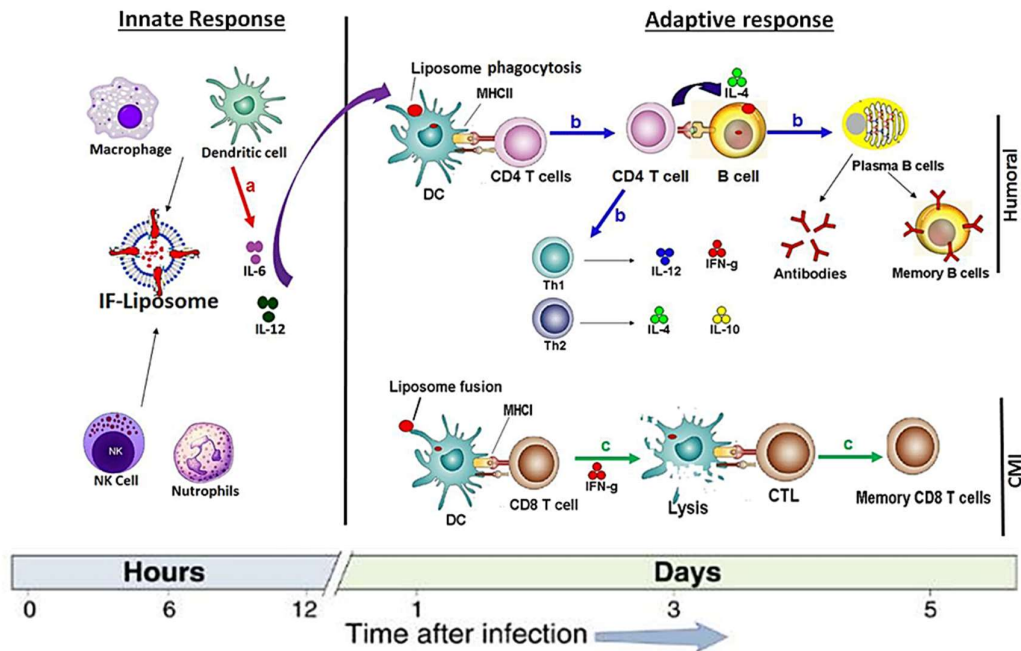 Innate Response
Adaptive response
Macrophage
Dendritic cell
a
IL-6
IL-12
IF-Liposome
NK
NK Cell
Nutrophils
Liposome phagocytosis
MHCII
DC
CD4 T cells
b
CD4 T cell
IL-4
B cell
b
Plasma B cells
Antibodies
Memory B cells
Humoral
b
Th1
IL-12
IFN-g
Th2
IL-4
IL-10
Liposome fusion
MHCI
DC
CD8 T cell
c
IFN-g
Lysis
CTL
c
Memory CD8 T cells
CMI
Hours
Days
0
6
12
1
3
5
Time after infection